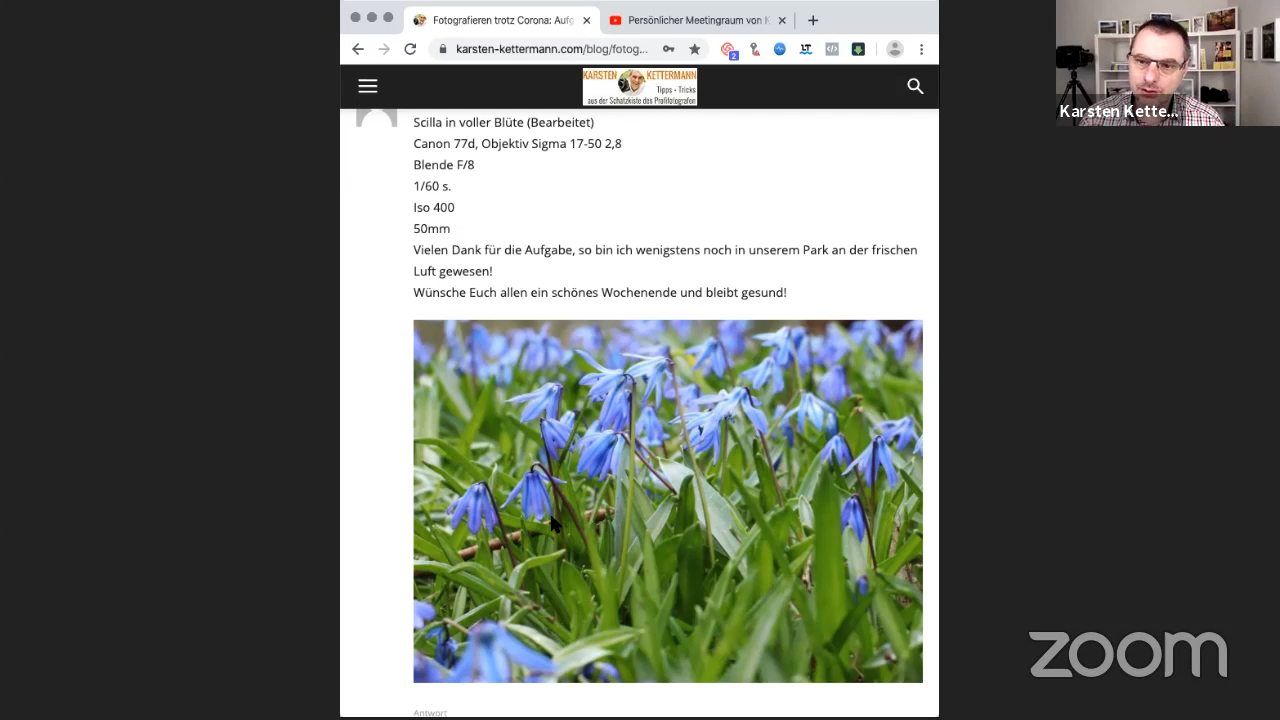 Fotografieren trotz Corona: Aufg
Persönlicher Meetingraum von K
karsten-kettermann.com/blog/fotog...
2
LT
KARSTEN KETTERMANN
Tipps + Tricks
aus der Schatzkiste des Profifotografen
Karsten Kette...
Scilla in voller Blüte (Bearbeitet)
Canon 77d, Objektiv Sigma 17-50 2,8
Blende F/8
1/60 s.
Iso 400
50mm
Vielen Dank für die Aufgabe, so bin ich wenigstens noch in unserem Park an der frischen
Luft gewesen!
Wünsche Euch allen ein schönes Wochenende und bleibt gesund!
zoom
Antwort